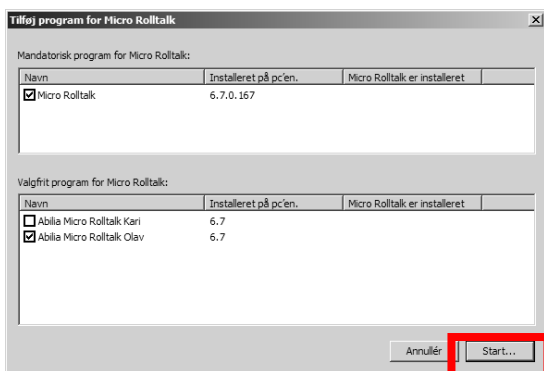 Tilføj program for Micro Rolltalk
Mandatorisk program for Micro Rolltalk:
Navn Installeret på pc'en. Micro Rolltalk er installeret
Micro Rolltalk 6.7.0.167
Valgfrit program for Micro Rolltalk:
Navn Installeret på pc'en. Micro Rolltalk er installeret
Abilia Micro Rolltalk Kari 6.7
Abilia Micro Rolltalk Olav 6.7
Annullér Start...